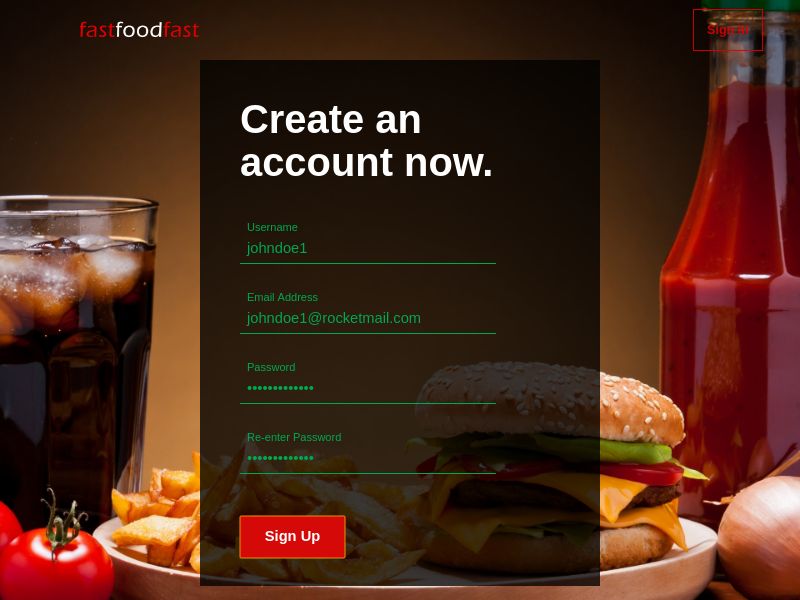 fastfoodfast
Sign In
Create an
account now.
Username
johndoe1
Email Address
johndoe1@rocketmail.com
Password
•••••••••••••
Re-enter Password
•••••••••••••
Sign Up